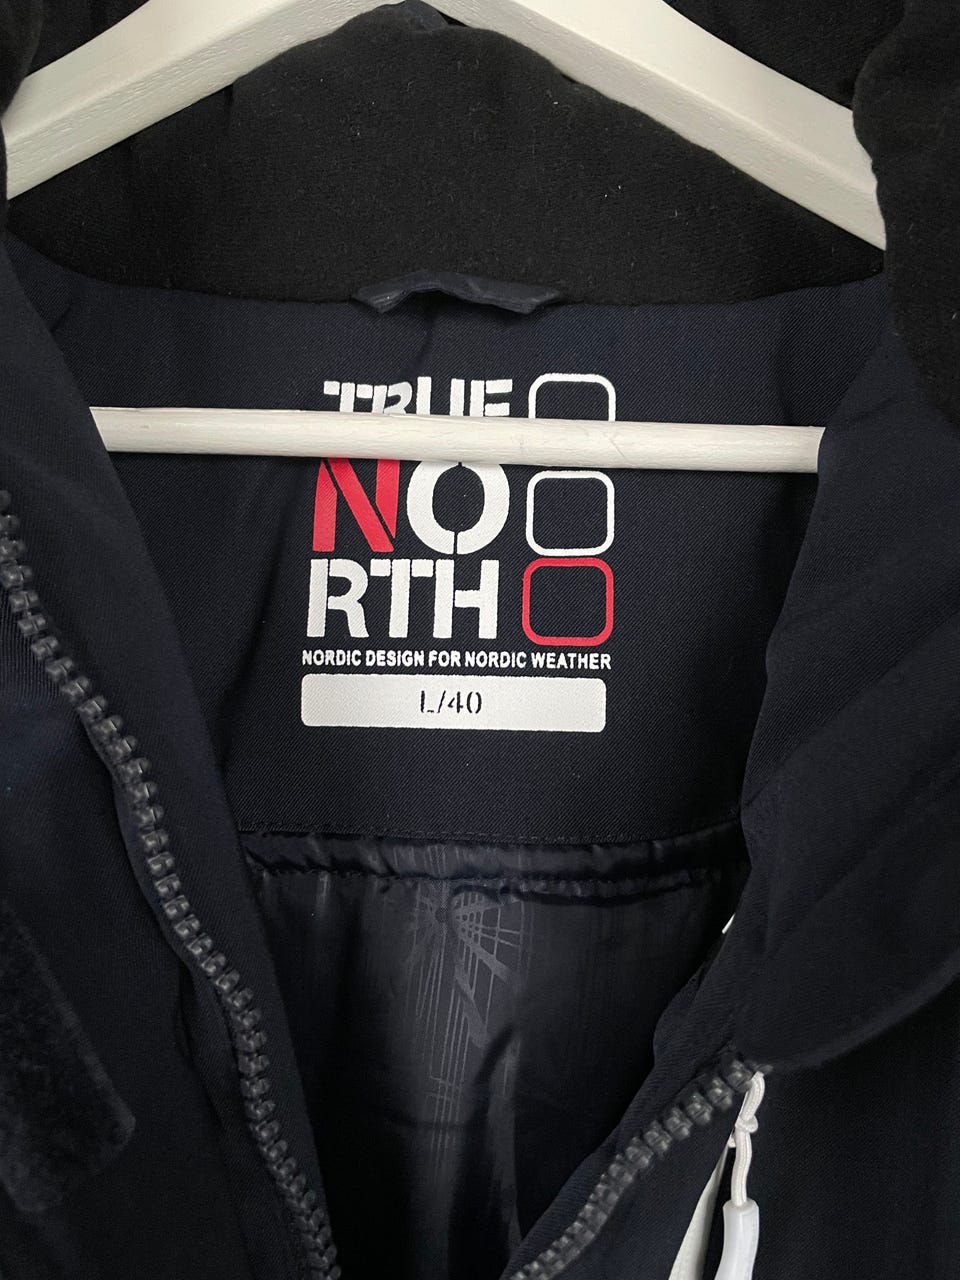 TRUE
NO
RTH
NORDIC DESIGN FOR NORDIC WEATHER
L/40